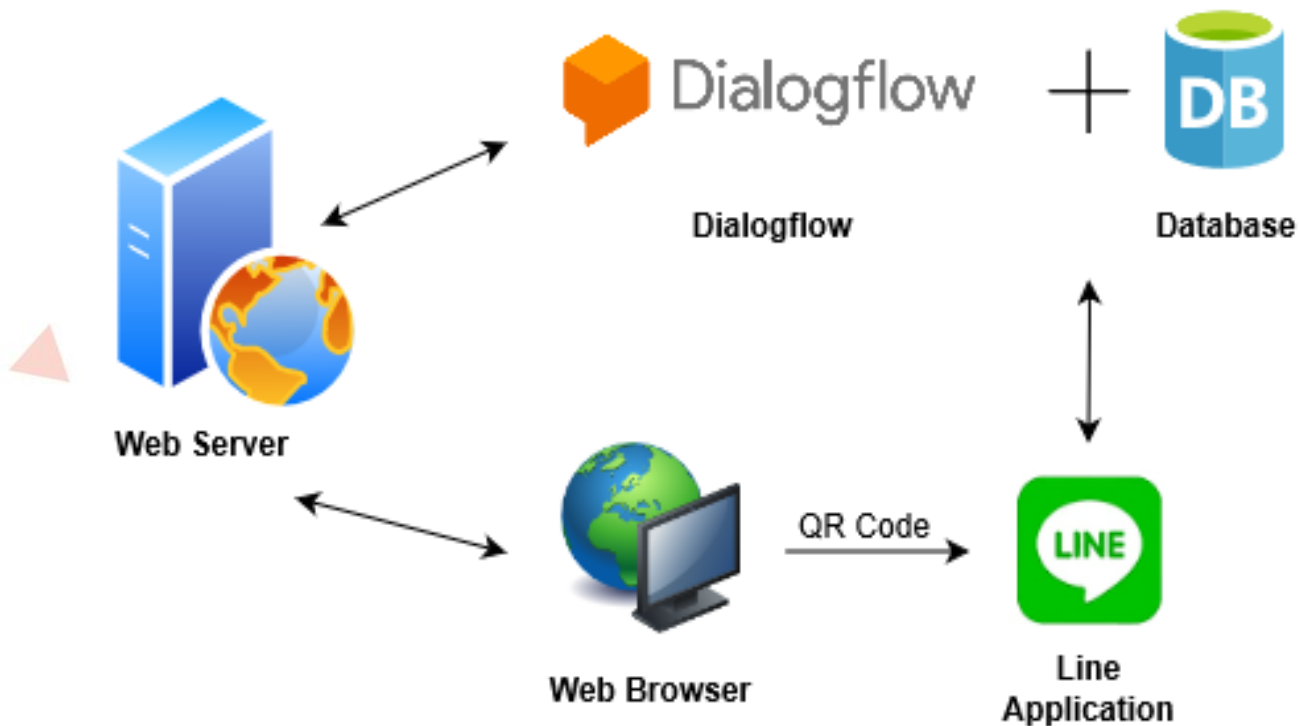 Dialogflow
DB
Dialogflow
Database
Web Server
QR Code
LINE
Web Browser
Line
Application